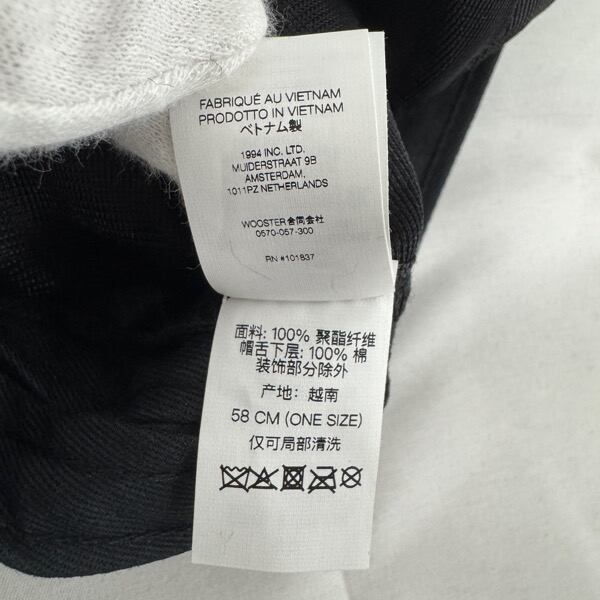 FABRIQUÉ AU VIETNAM
PRODOTTO IN VIETNAM
ベトナム製
1994 INC. LTD.
MUIDERSTRAAT 9B
AMSTERDAM,
1011PZ NETHERLANDS
WOOSTER合同会社
0570-057-300
RN #101837
面料: 100% 聚酯纤维
帽舌下层: 100% 棉
装饰部分除外
产地: 越南
58 CM (ONE SIZE)
仅可局部清洗